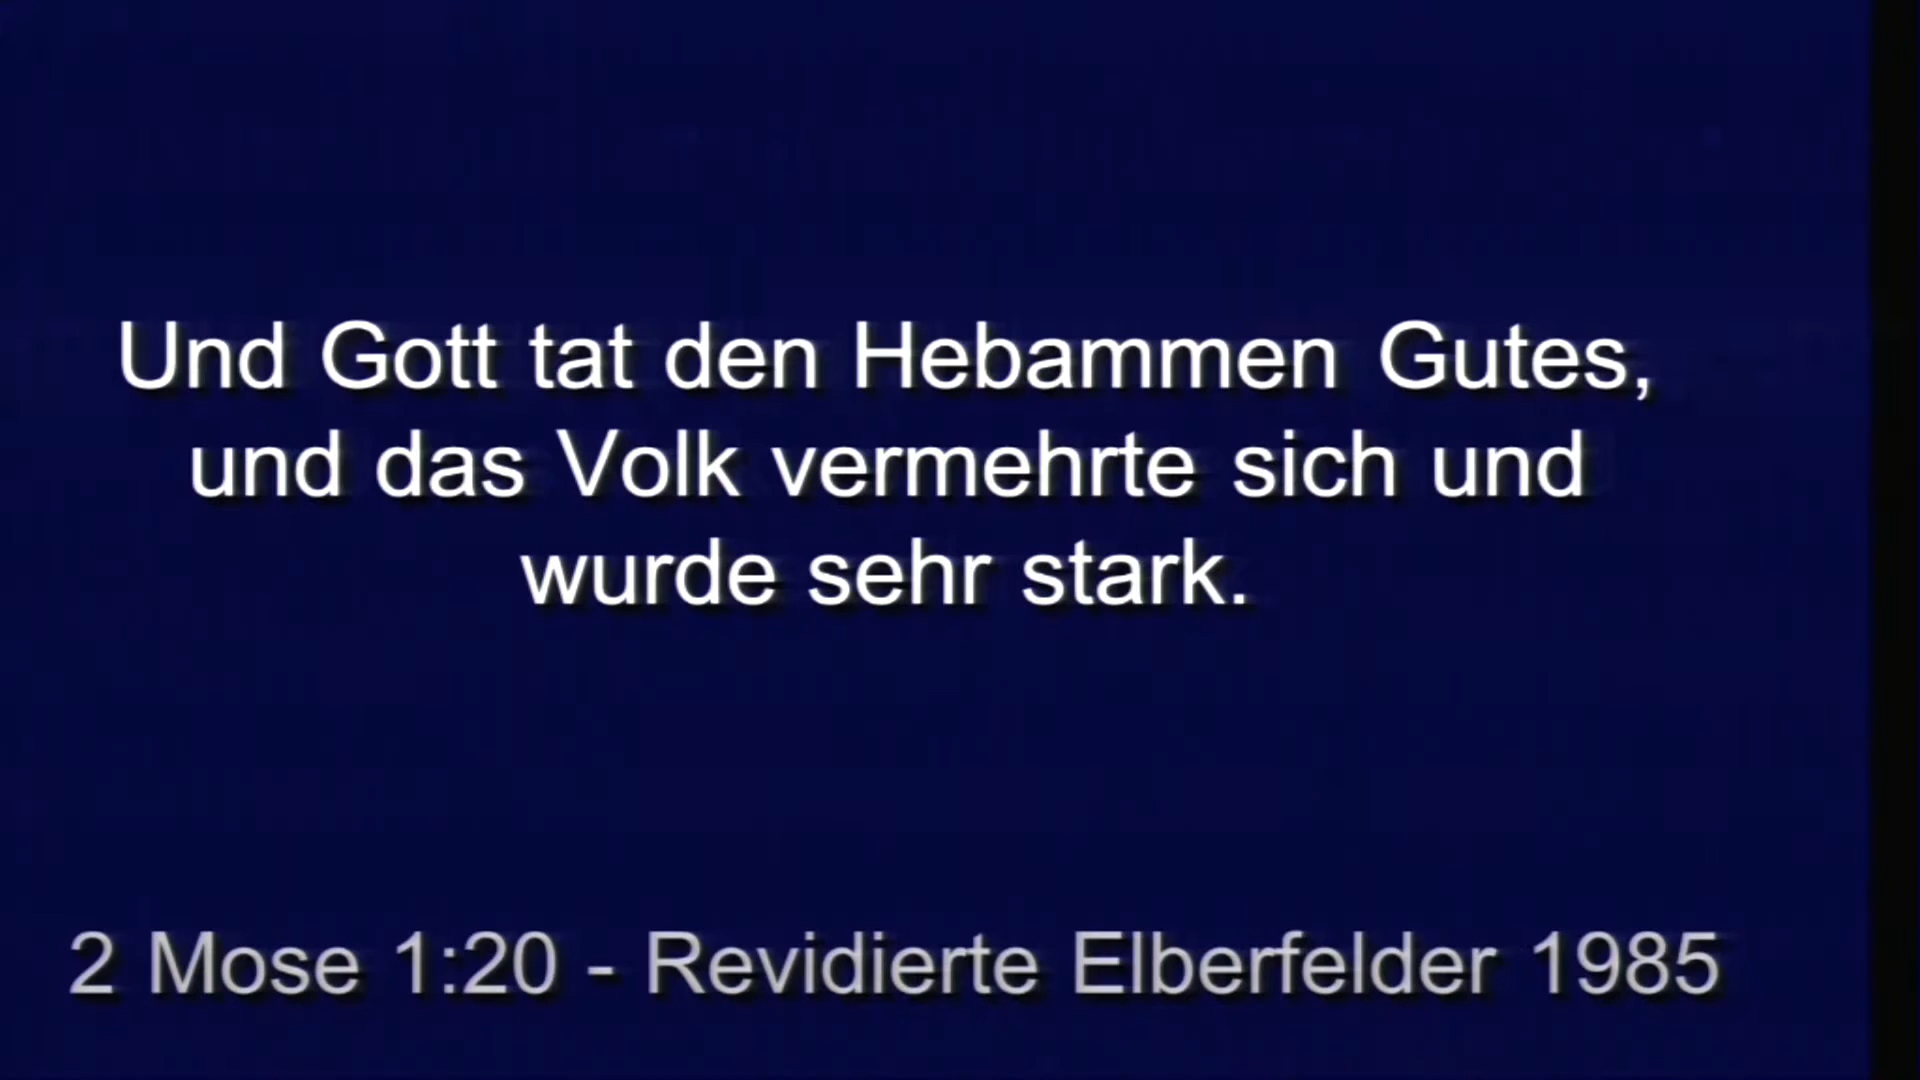 Und Gott tat den Hebammen Gutes,
und das Volk vermehrte sich und
wurde sehr stark.
2 Mose 1:20 - Revidierte Elberfelder 1985